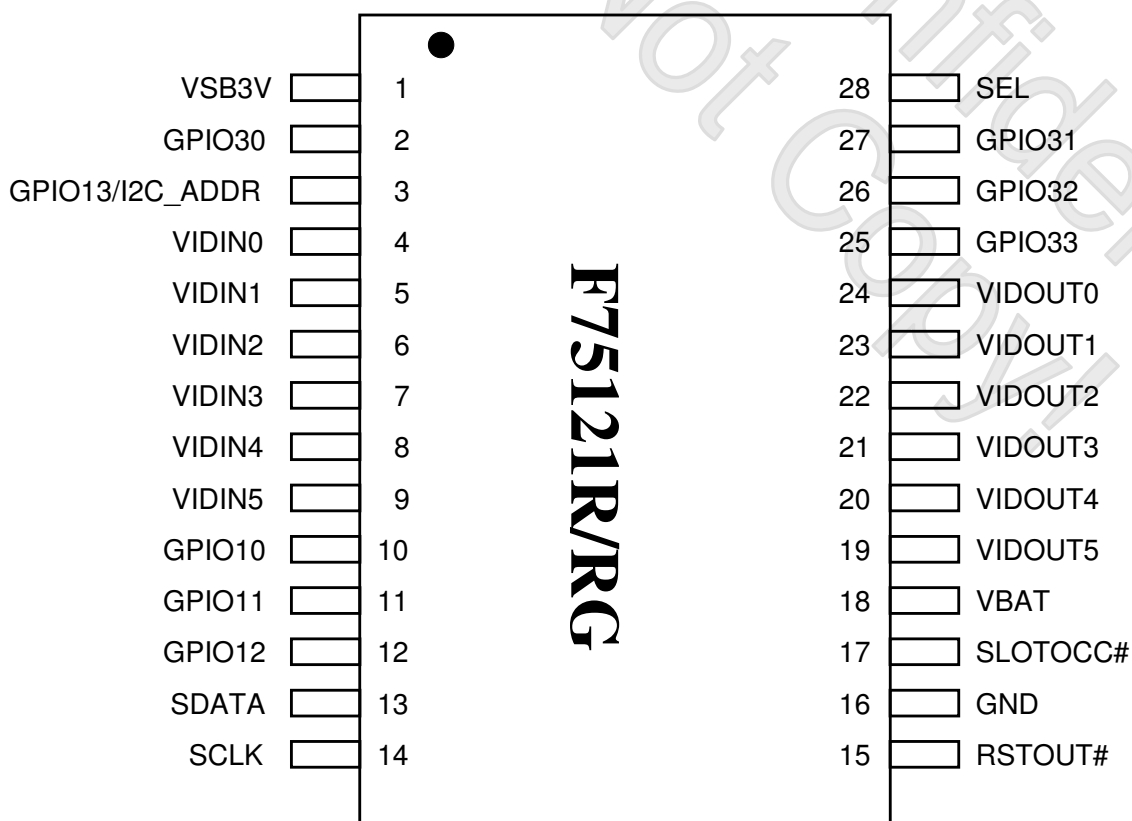 Not Copy!
VSB3V 1 28 SEL
GPIO30 2 27 GPIO31
GPIO13/I2C_ADDR 3 26 GPIO32
VIDIN0 4 25 GPIO33
VIDIN1 5 24 VIDOUT0
VIDIN2 6 23 VIDOUT1
VIDIN3 7 22 VIDOUT2
VIDIN4 8 21 VIDOUT3
VIDIN5 9 20 VIDOUT4
GPIO10 10 19 VIDOUT5
GPIO11 11 18 VBAT
GPIO12 12 17 SLOTOCC#
SDATA 13 16 GND
SCLK 14 15 RSTOUT#
F75121R/RG